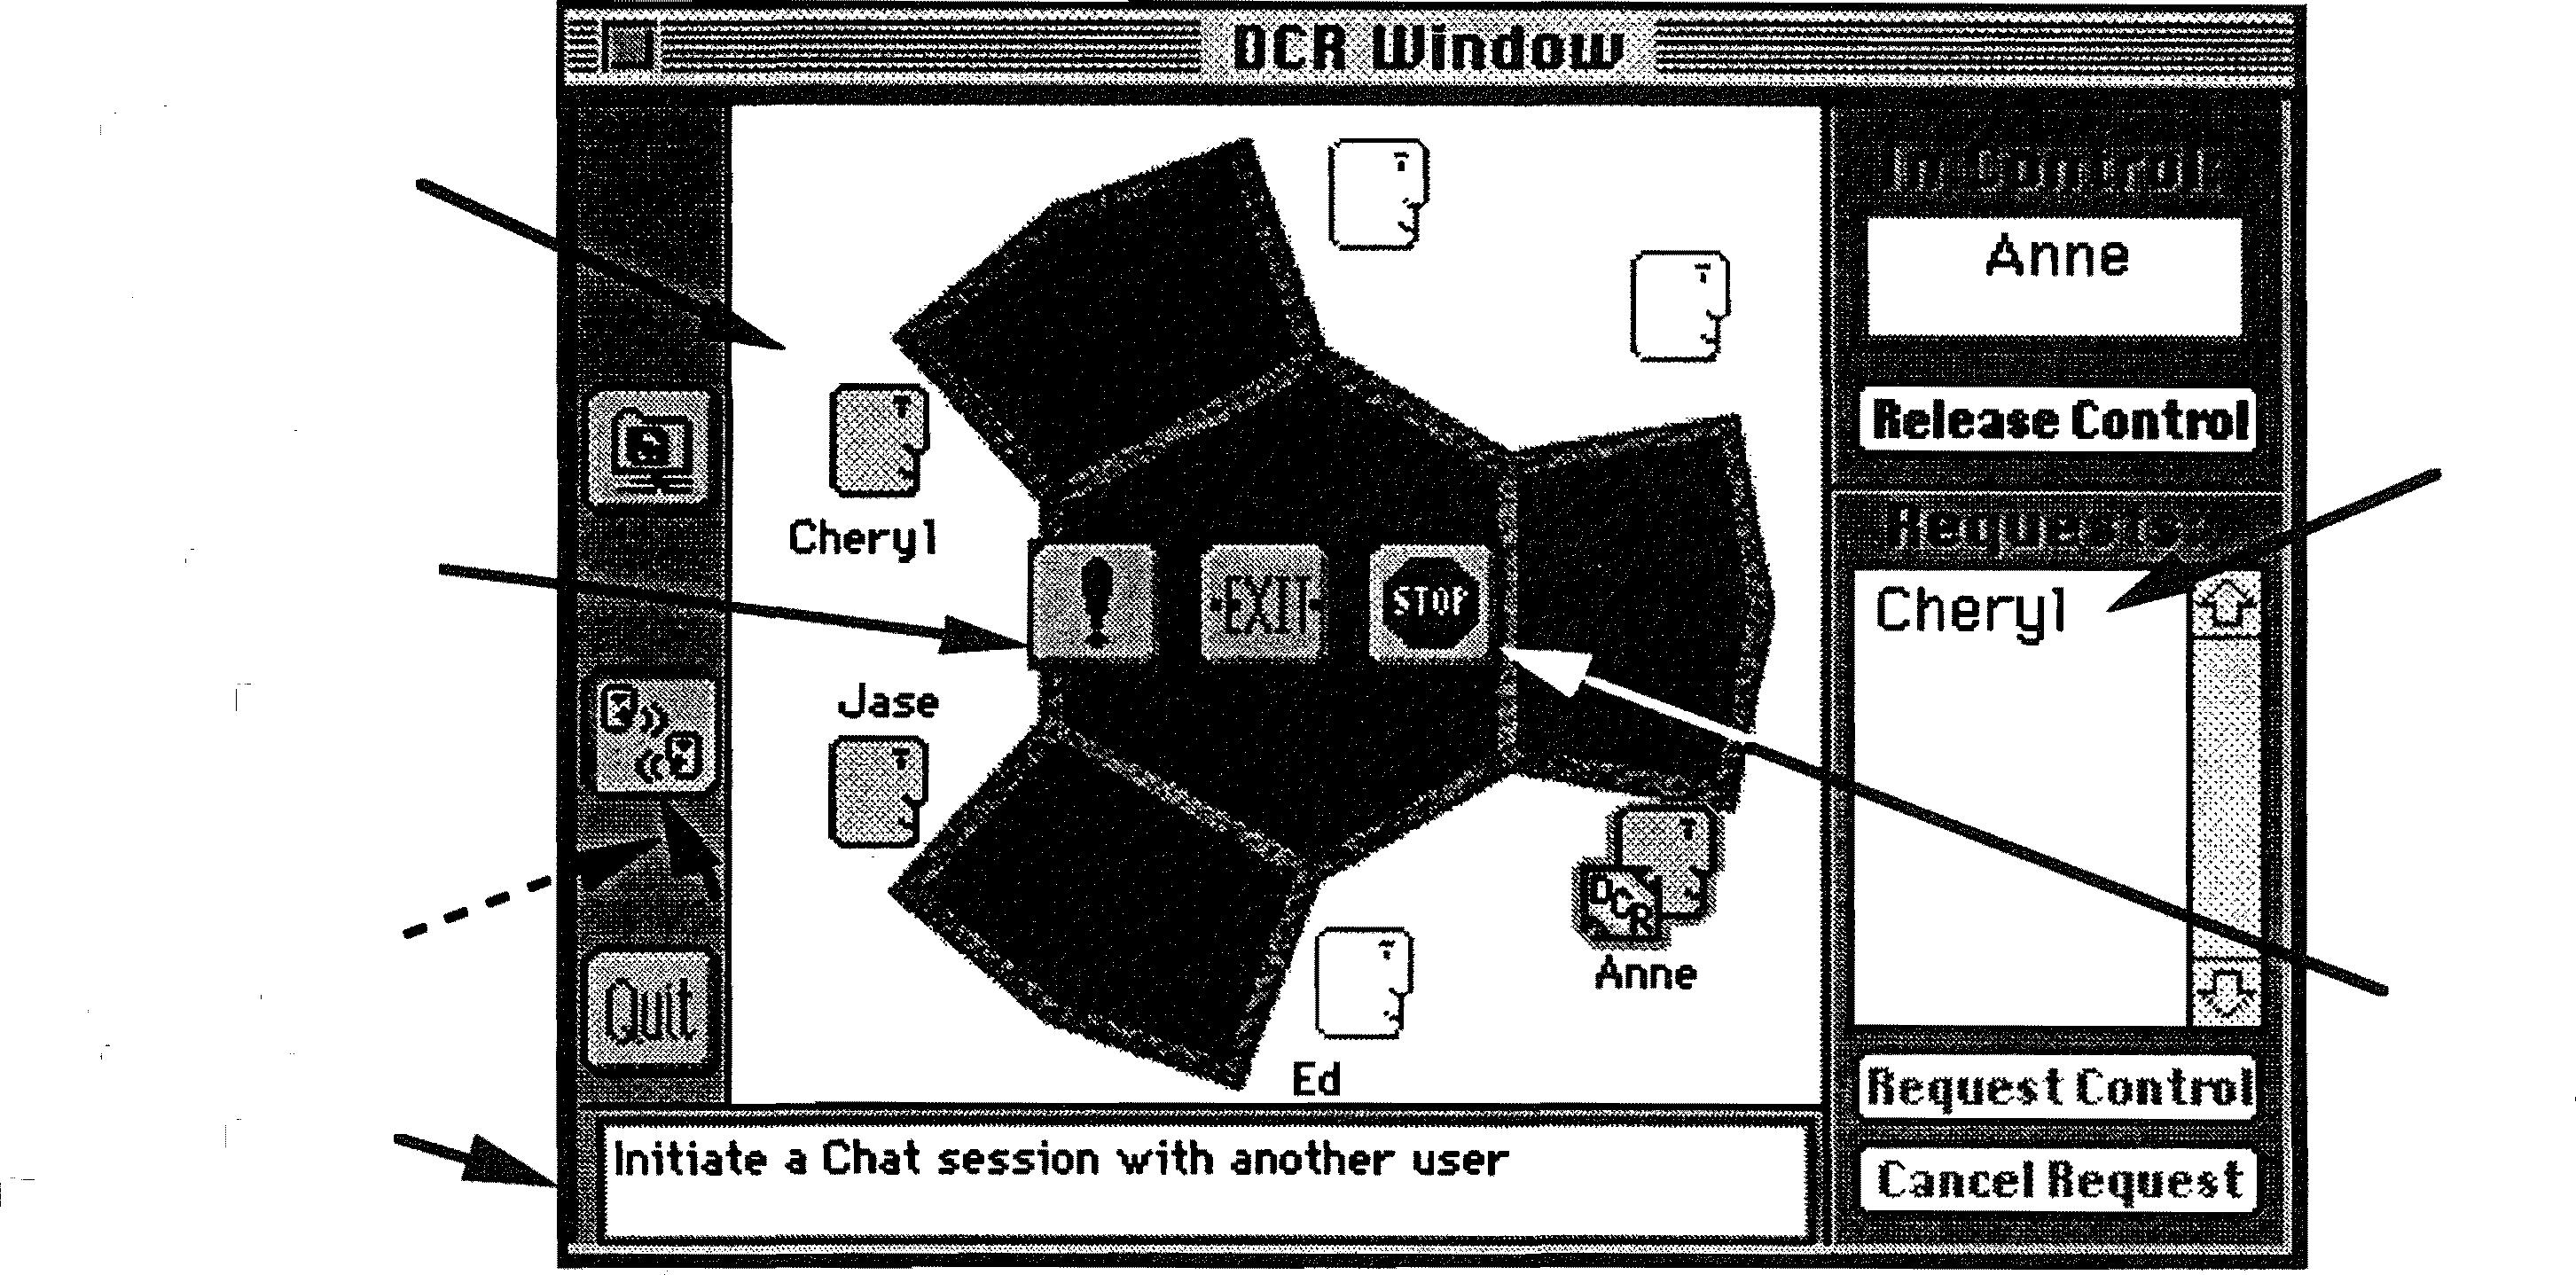 DCR Window
In Control
Anne
Release Control
Requests
Cheryl
Request Control
Cancel Request
Cheryl
! EXIT STOP
Jase
DCR
Anne
Ed
Quit
Initiate a Chat session with another user